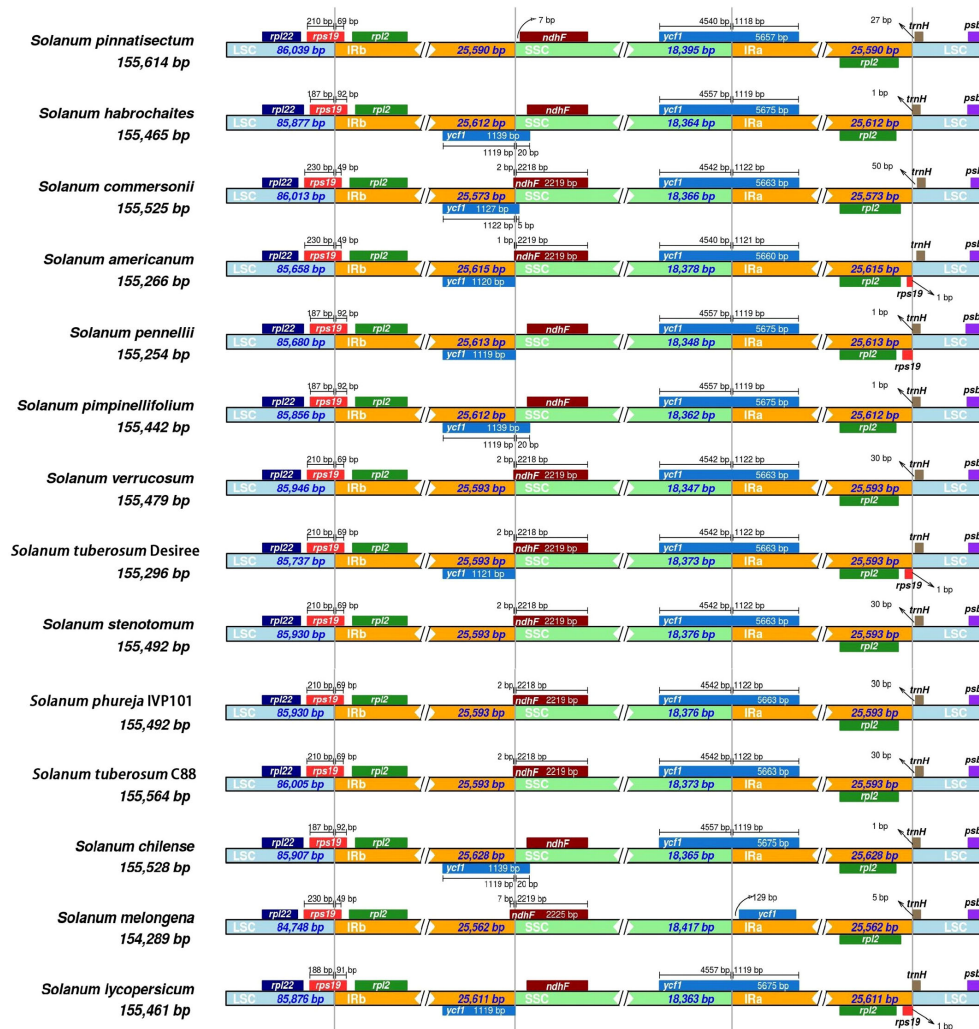 210 bp 69 bp 7 bp 4540 bp 1118 bp 27 bp trnH psb
Solanum pinnatisectum rpl22 rps19 rpl2 ndhF ycf1 5657 bp
LSC 86,039 bp IRb 25,590 bp SSC 18,395 bp IRa 25,590 bp LSC
155,614 bp rpl2
187 bp 92 bp 4557 bp 1119 bp 1 bp trnH psb
Solanum habrochaites rpl22 rps19 rpl2 ndhF ycf1 5675 bp
LSC 85,877 bp IRb 25,612 bp SSC 18,364 bp IRa 25,612 bp LSC
155,465 bp ycf1 1139 bp rpl2
1119 bp 20 bp
230 bp 49 bp 2 bp 2218 bp 4542 bp 1122 bp 50 bp trnH psb
Solanum commersonii rpl22 rps19 rpl2 ndhF 2219 bp ycf1 5663 bp
LSC 86,013 bp IRb 25,573 bp SSC 18,366 bp IRa 25,573 bp LSC
155,525 bp ycf1 1127 bp rpl2
1122 bp 5 bp
230 bp 49 bp 1 bp 2219 bp 4540 bp 1121 bp trnH psb
Solanum americanum rpl22 rps19 rpl2 ndhF 2219 bp ycf1 5660 bp
LSC 85,658 bp IRb 25,615 bp SSC 18,378 bp IRa 25,615 bp LSC
155,266 bp ycf1 1120 bp rpl2 rps19 1 bp
187 bp 92 bp 4557 bp 1119 bp 1 bp trnH psb
Solanum pennellii rpl22 rps19 rpl2 ndhF ycf1 5675 bp
LSC 85,680 bp IRb 25,613 bp SSC 18,348 bp IRa 25,613 bp LSC
155,254 bp ycf1 1119 bp rpl2 rps19
187 bp 92 bp 4557 bp 1119 bp 1 bp trnH psb
Solanum pimpinellifolium rpl22 rps19 rpl2 ndhF ycf1 5675 bp
LSC 85,856 bp IRb 25,612 bp SSC 18,362 bp IRa 25,612 bp LSC
155,442 bp ycf1 1139 bp rpl2
1119 bp 20 bp
210 bp 69 bp 2 bp 2218 bp 4542 bp 1122 bp 30 bp trnH psb
Solanum verrucosum rpl22 rps19 rpl2 ndhF 2219 bp ycf1 5663 bp
LSC 85,946 bp IRb 25,593 bp SSC 18,347 bp IRa 25,593 bp LSC
155,479 bp rpl2
210 bp 69 bp 2 bp 2218 bp 4542 bp 1122 bp trnH psb
Solanum tuberosum Desiree rpl22 rps19 rpl2 ndhF 2219 bp ycf1 5663 bp
LSC 85,737 bp IRb 25,593 bp SSC 18,373 bp IRa 25,593 bp LSC
155,296 bp ycf1 1121 bp rpl2 rps19 1 bp
210 bp 69 bp 2 bp 2218 bp 4542 bp 1122 bp 30 bp trnH psb
Solanum stenotomum rpl22 rps19 rpl2 ndhF 2219 bp ycf1 5663 bp
LSC 85,930 bp IRb 25,593 bp SSC 18,376 bp IRa 25,593 bp LSC
155,492 bp rpl2
210 bp 69 bp 2 bp 2218 bp 4542 bp 1122 bp 30 bp trnH psb
Solanum phureja IVP101 rpl22 rps19 rpl2 ndhF 2219 bp ycf1 5663 bp
LSC 85,930 bp IRb 25,593 bp SSC 18,376 bp IRa 25,593 bp LSC
155,492 bp rpl2
210 bp 69 bp 2 bp 2218 bp 4542 bp 1122 bp 30 bp trnH psb
Solanum tuberosum C88 rpl22 rps19 rpl2 ndhF 2219 bp ycf1 5663 bp
LSC 86,005 bp IRb 25,593 bp SSC 18,373 bp IRa 25,593 bp LSC
155,564 bp rpl2
187 bp 92 bp 4557 bp 1119 bp 1 bp trnH psb
Solanum chilense rpl22 rps19 rpl2 ndhF ycf1 5675 bp
LSC 85,907 bp IRb 25,628 bp SSC 18,365 bp IRa 25,628 bp LSC
155,528 bp ycf1 1139 bp rpl2
1119 bp 20 bp
230 bp 49 bp 7 bp 2219 bp 129 bp 5 bp trnH psb
Solanum melongena rpl22 rps19 rpl2 ndhF 2225 bp ycf1
LSC 84,748 bp IRb 25,562 bp SSC 18,417 bp IRa 25,562 bp LSC
154,289 bp rpl2
188 bp 91 bp 4557 bp 1119 bp trnH psb
Solanum lycopersicum rpl22 rps19 rpl2 ndhF ycf1 5675 bp
LSC 85,876 bp IRb 25,611 bp SSC 18,363 bp IRa 25,611 bp LSC
155,461 bp ycf1 1119 bp rpl2 rps19 1 bp